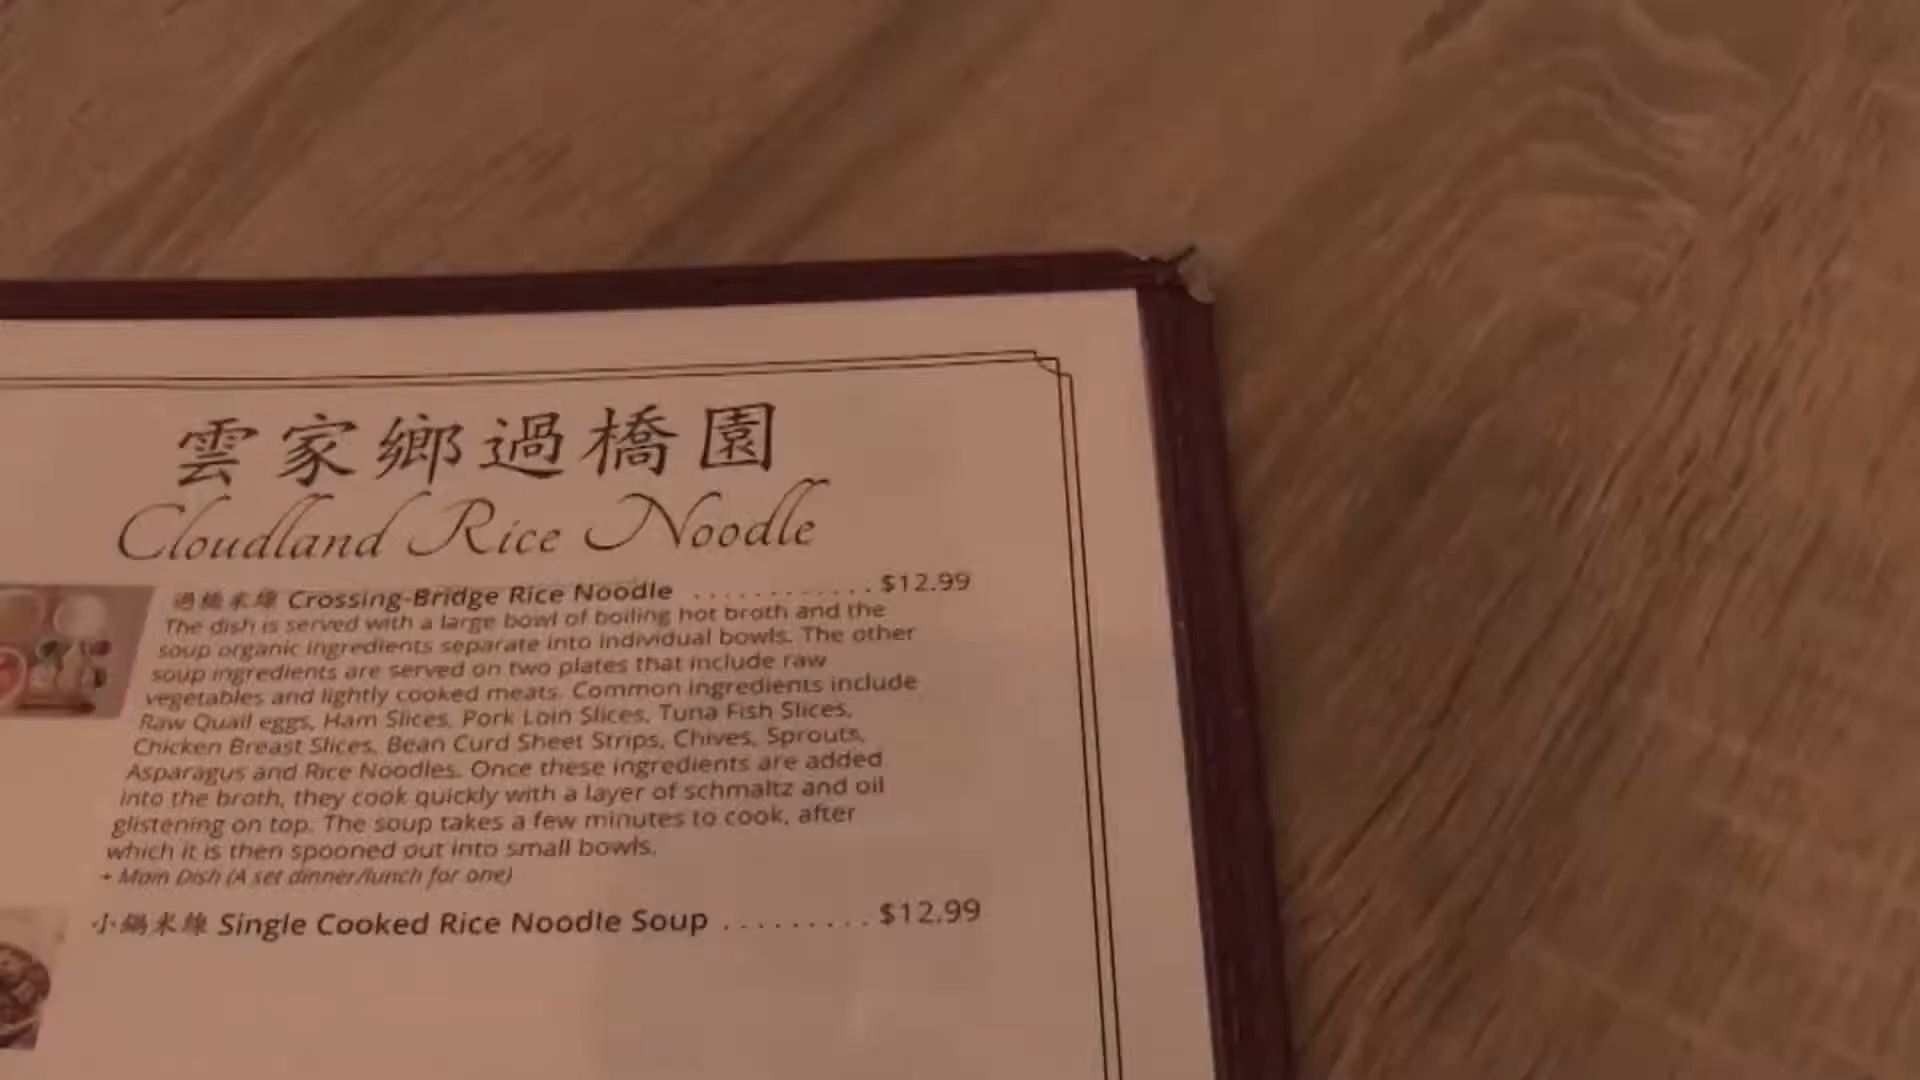 雲家鄉過橋園
Cloudland Rice Noodle
過橋米線 Crossing-Bridge Rice Noodle ............ $12.99
The dish is served with a large bowl of boiling hot broth and the
soup organic ingredients separate into individual bowls. The other
soup ingredients are served on two plates that include raw
vegetables and lightly cooked meats. Common ingredients include
Raw Quail eggs, Ham Slices, Pork Loin Slices, Tuna Fish Slices,
Chicken Breast Slices, Bean Curd Sheet Strips, Chives, Sprouts,
Asparagus and Rice Noodles. Once these ingredients are added
into the broth, they cook quickly with a layer of schmaltz and oil
glistening on top. The soup takes a few minutes to cook, after
which it is then spooned out into small bowls.
+ Main Dish (A set dinner/lunch for one)
小鍋米線 Single Cooked Rice Noodle Soup ......... $12.99